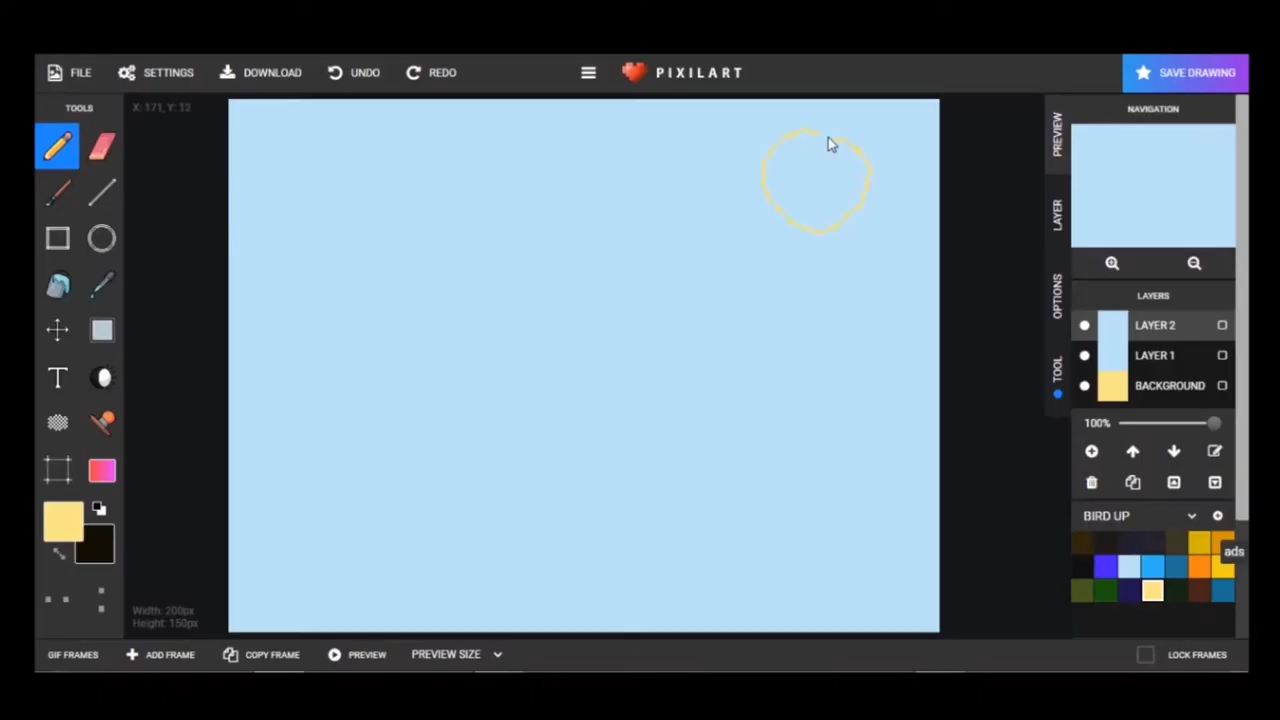 FILE
SETTINGS
DOWNLOAD
UNDO
REDO
PIXILART
SAVE DRAWING
TOOLS
X: 171, Y: 12
T
Width: 200px
Height: 150px
PREVIEW
LAYER
OPTIONS
TOOL
NAVIGATION
LAYERS
LAYER 2
LAYER 1
BACKGROUND
100%
BIRD UP
ads
GIF FRAMES
ADD FRAME
COPY FRAME
PREVIEW
PREVIEW SIZE
LOCK FRAMES